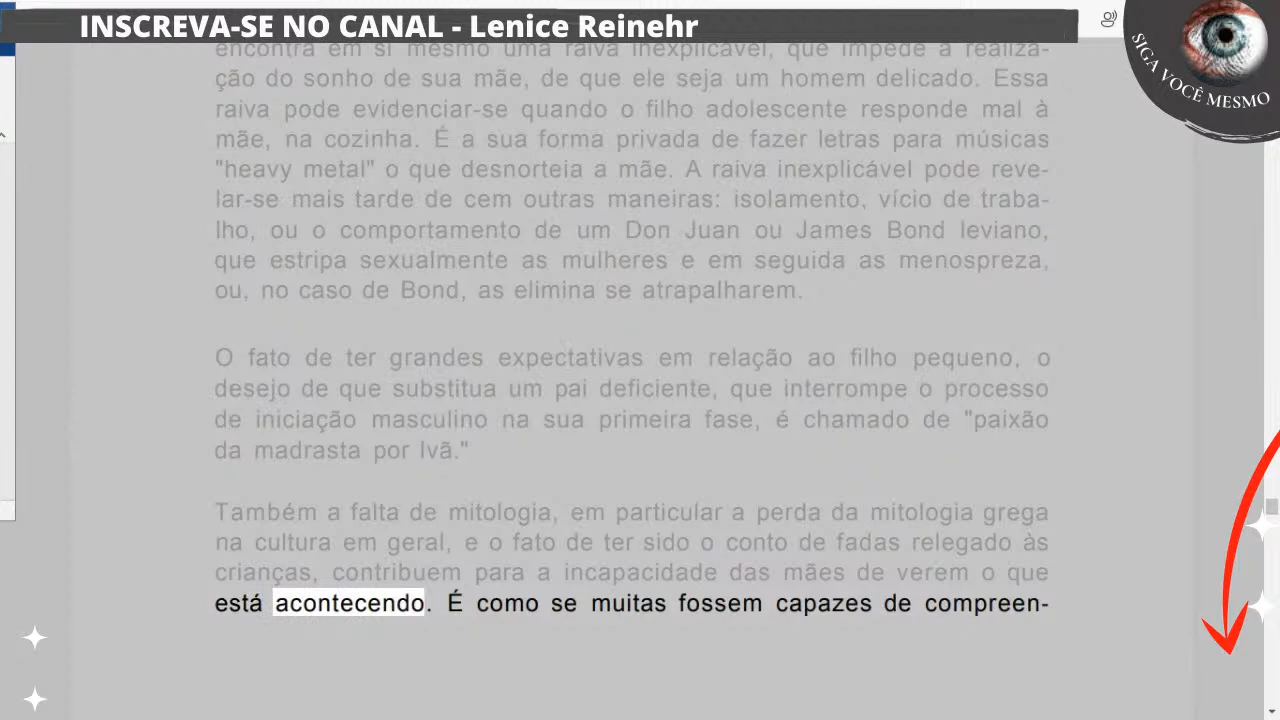 INSCREVA-SE NO CANAL - Lenice Reinehr
SIGA VOCÊ MESMO
encontra em si mesmo uma raiva inexplicável, que impede a realiza-
ção do sonho de sua mãe, de que ele seja um homem delicado. Essa
raiva pode evidenciar-se quando o filho adolescente responde mal à
mãe, na cozinha. É a sua forma privada de fazer letras para músicas
"heavy metal" o que desnorteia a mãe. A raiva inexplicável pode reve-
lar-se mais tarde de cem outras maneiras: isolamento, vício de traba-
lho, ou o comportamento de um Don Juan ou James Bond leviano,
que estripa sexualmente as mulheres e em seguida as menospreza,
ou, no caso de Bond, as elimina se atrapalharem.
O fato de ter grandes expectativas em relação ao filho pequeno, o
desejo de que substitua um pai deficiente, que interrompe o processo
de iniciação masculino na sua primeira fase, é chamado de "paixão
da madrasta por Ivã."
Também a falta de mitologia, em particular a perda da mitologia grega
na cultura em geral, e o fato de ter sido o conto de fadas relegado às
crianças, contribuem para a incapacidade das mães de verem o que
está acontecendo. É como se muitas fossem capazes de compreen-